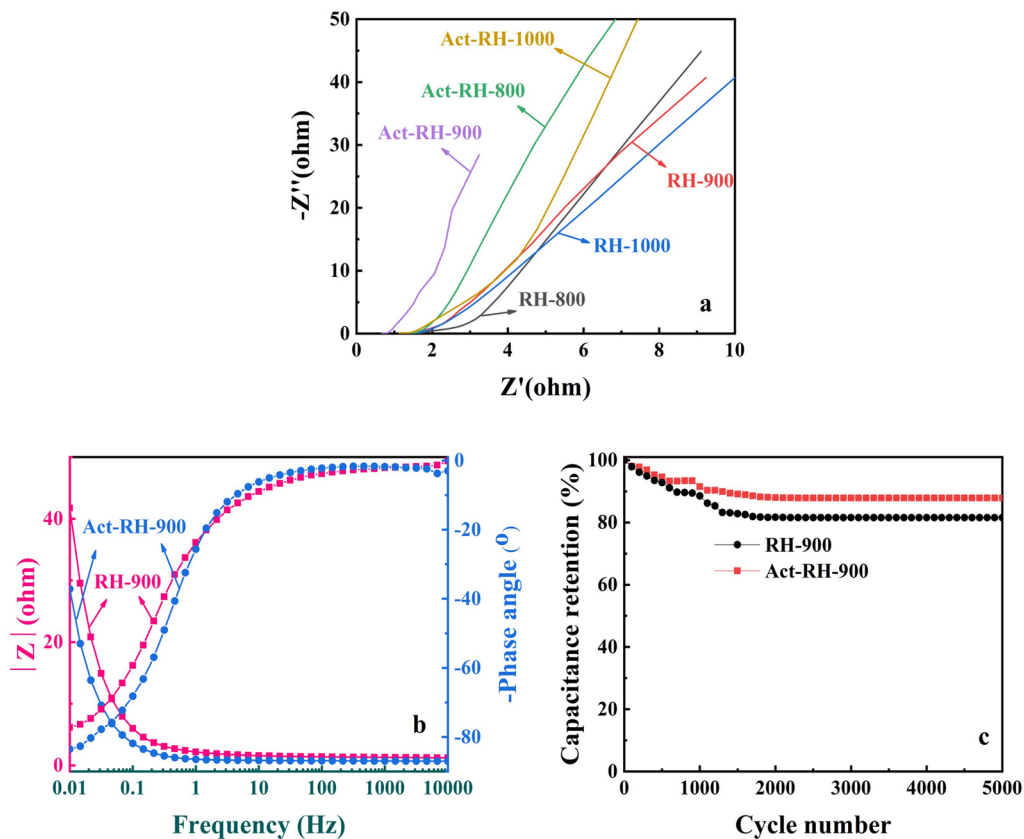 50
40
30
20
10
0
-Z''(ohm)
Act-RH-1000
Act-RH-800
Act-RH-900
RH-900
RH-1000
RH-800
a
0
2
4
6
8
10
Z'(ohm)
40
20
0
| Z | (ohm)
Act-RH-900
RH-900
b
0
-20
-40
-60
-80
-Phase angle (o)
0.01
0.1
1
10
100
1000
10000
Frequency (Hz)
100
80
60
40
20
0
Capacitance retention (%)
RH-900
Act-RH-900
c
0
1000
2000
3000
4000
5000
Cycle number